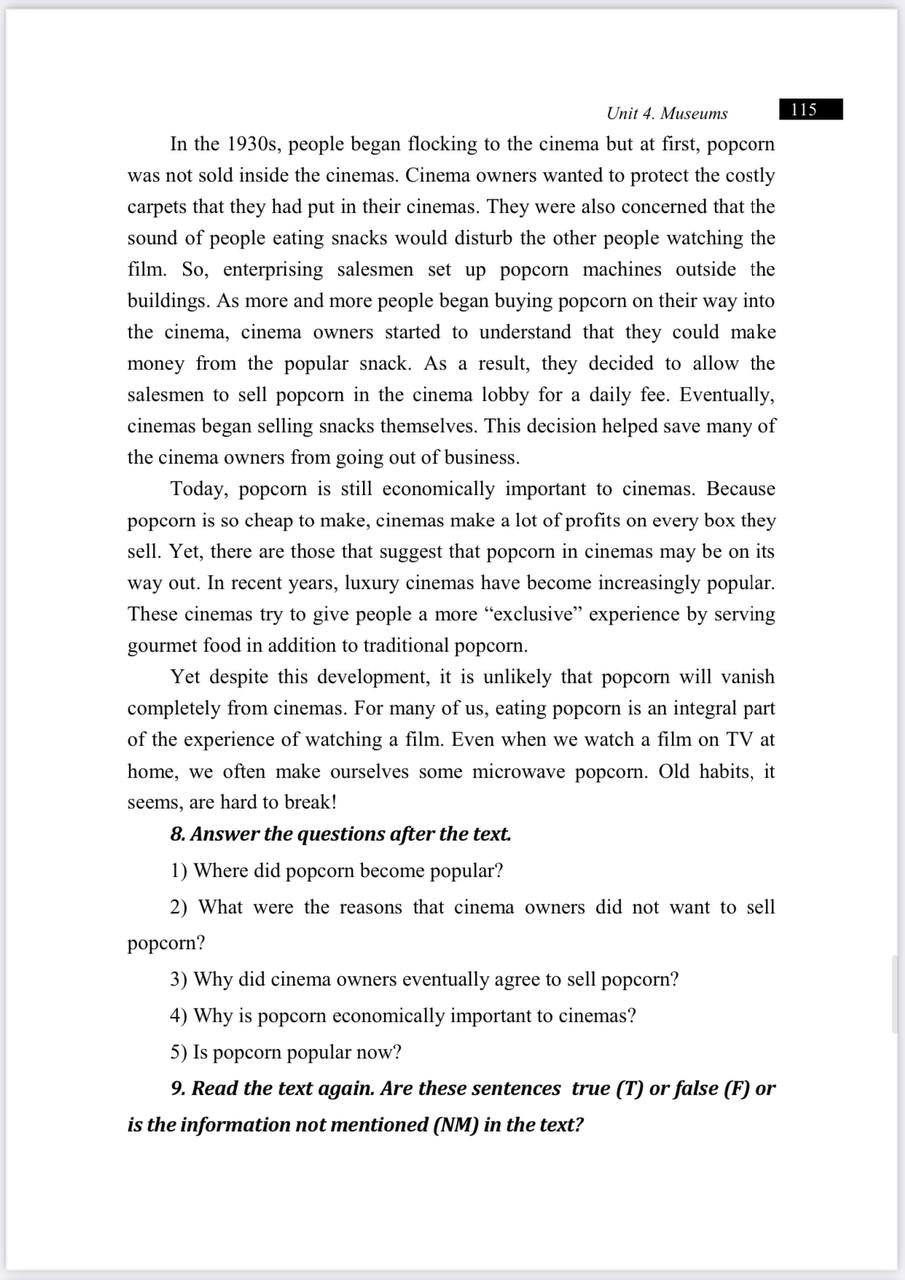 Unit 4. Museums 115
In the 1930s, people began flocking to the cinema but at first, popcorn
was not sold inside the cinemas. Cinema owners wanted to protect the costly
carpets that they had put in their cinemas. They were also concerned that the
sound of people eating snacks would disturb the other people watching the
film. So, enterprising salesmen set up popcorn machines outside the
buildings. As more and more people began buying popcorn on their way into
the cinema, cinema owners started to understand that they could make
money from the popular snack. As a result, they decided to allow the
salesmen to sell popcorn in the cinema lobby for a daily fee. Eventually,
cinemas began selling snacks themselves. This decision helped save many of
the cinema owners from going out of business.
Today, popcorn is still economically important to cinemas. Because
popcorn is so cheap to make, cinemas make a lot of profits on every box they
sell. Yet, there are those that suggest that popcorn in cinemas may be on its
way out. In recent years, luxury cinemas have become increasingly popular.
These cinemas try to give people a more “exclusive” experience by serving
gourmet food in addition to traditional popcorn.
Yet despite this development, it is unlikely that popcorn will vanish
completely from cinemas. For many of us, eating popcorn is an integral part
of the experience of watching a film. Even when we watch a film on TV at
home, we often make ourselves some microwave popcorn. Old habits, it
seems, are hard to break!
8. Answer the questions after the text.
1) Where did popcorn become popular?
2) What were the reasons that cinema owners did not want to sell
popcorn?
3) Why did cinema owners eventually agree to sell popcorn?
4) Why is popcorn economically important to cinemas?
5) Is popcorn popular now?
9. Read the text again. Are these sentences true (T) or false (F) or
is the information not mentioned (NM) in the text?